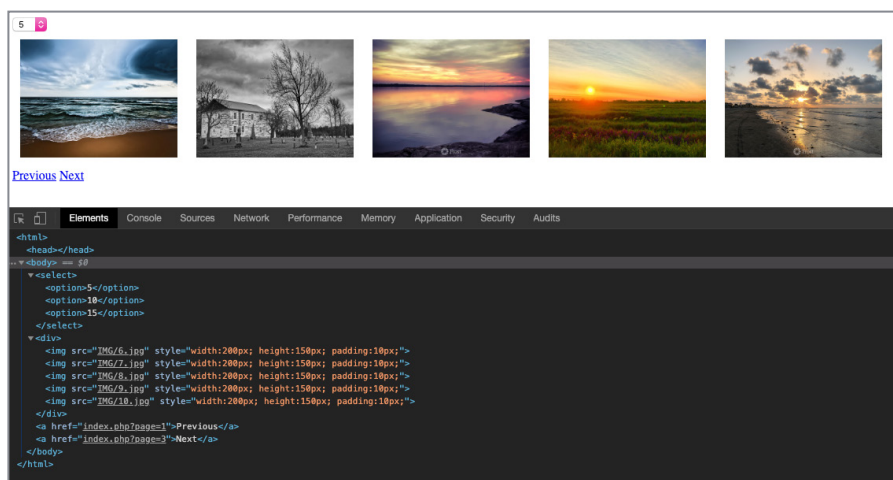 5
Previous Next
Elements Console Sources Network Performance Memory Application Security Audits
<html>
<head></head>
... ▼<body> == $0
▼<select>
<option>5</option>
<option>10</option>
<option>15</option>
</select>
▼<div>
<img src="IMG/6.jpg" style="width:200px; height:150px; padding:10px;">
<img src="IMG/7.jpg" style="width:200px; height:150px; padding:10px;">
<img src="IMG/8.jpg" style="width:200px; height:150px; padding:10px;">
<img src="IMG/9.jpg" style="width:200px; height:150px; padding:10px;">
<img src="IMG/10.jpg" style="width:200px; height:150px; padding:10px;">
</div>
<a href="index.php?page=1">Previous</a>
<a href="index.php?page=3">Next</a>
</body>
</html>